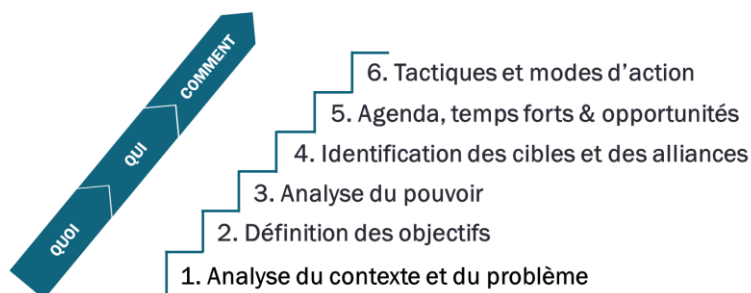 COMMENT
QUI
QUOI
6. Tactiques et modes d'action
5. Agenda, temps forts & opportunités
4. Identification des cibles et des alliances
3. Analyse du pouvoir
2. Définition des objectifs
1. Analyse du contexte et du problème